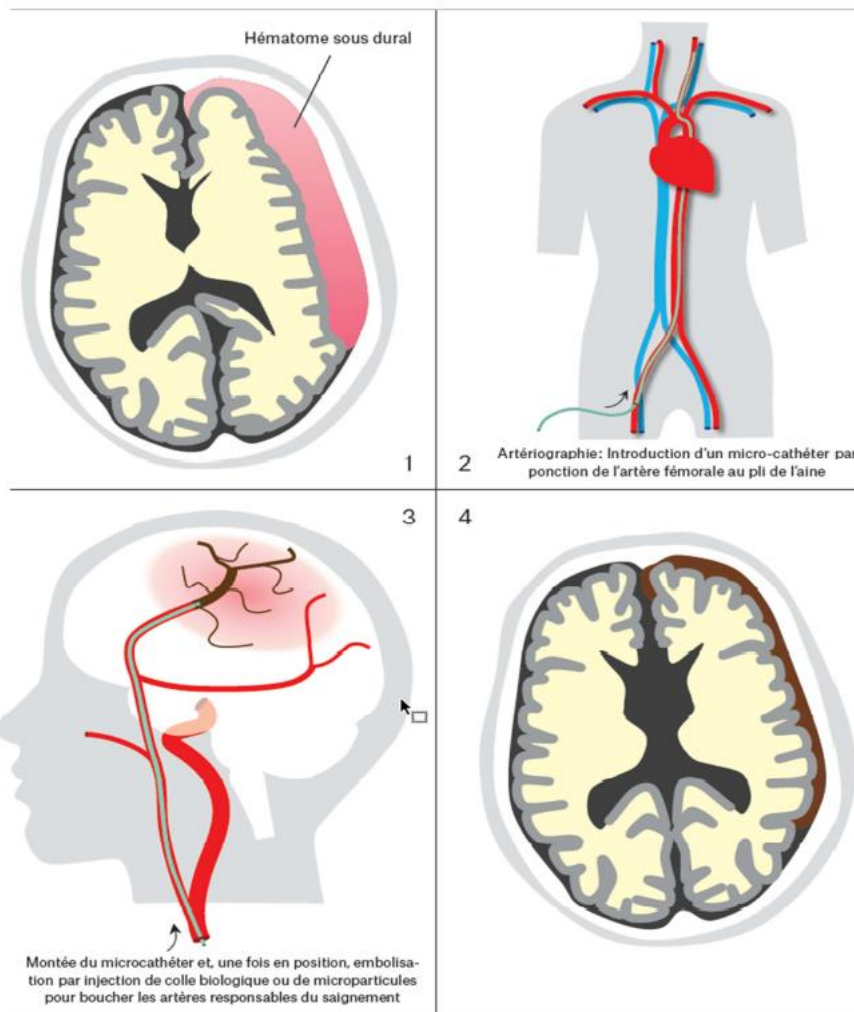 Hématome sous dural
1
2
Artériographie: Introduction d'un micro-cathéter par
ponction de l'artère fémorale au pli de l'aine
3
4
Montée du microcathéter et, une fois en position, embolisa-
tion par injection de colle biologique ou de microparticules
pour boucher les artères responsables du saignement